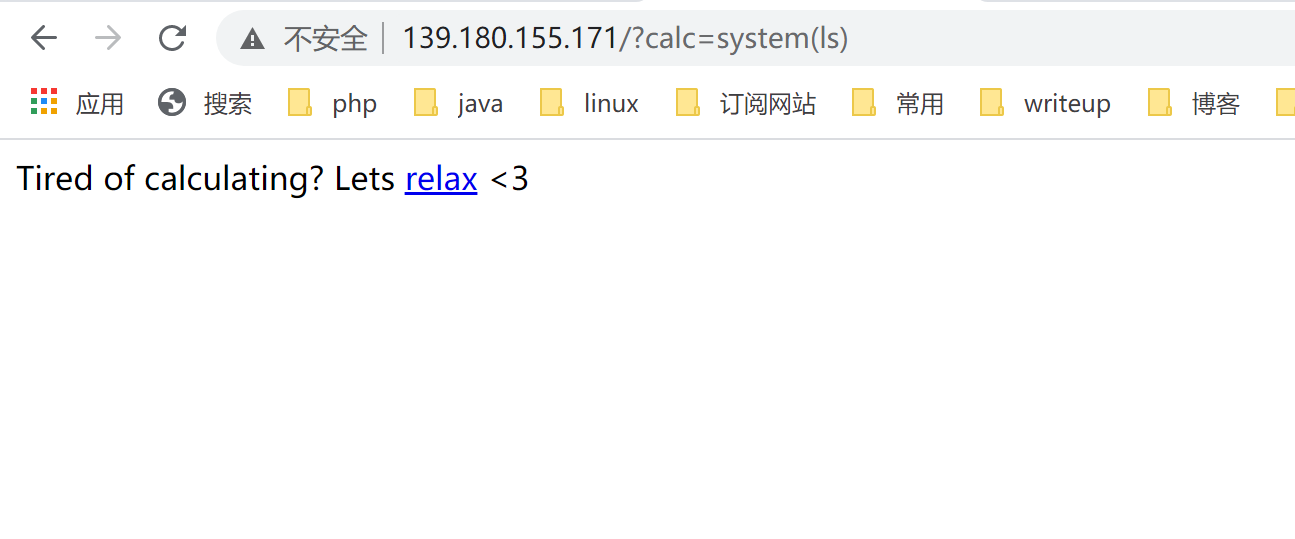 不安全 139.180.155.171/?calc=system(ls)
应用 搜索 php java linux 订阅网站 常用 writeup 博客
Tired of calculating? Lets relax <3